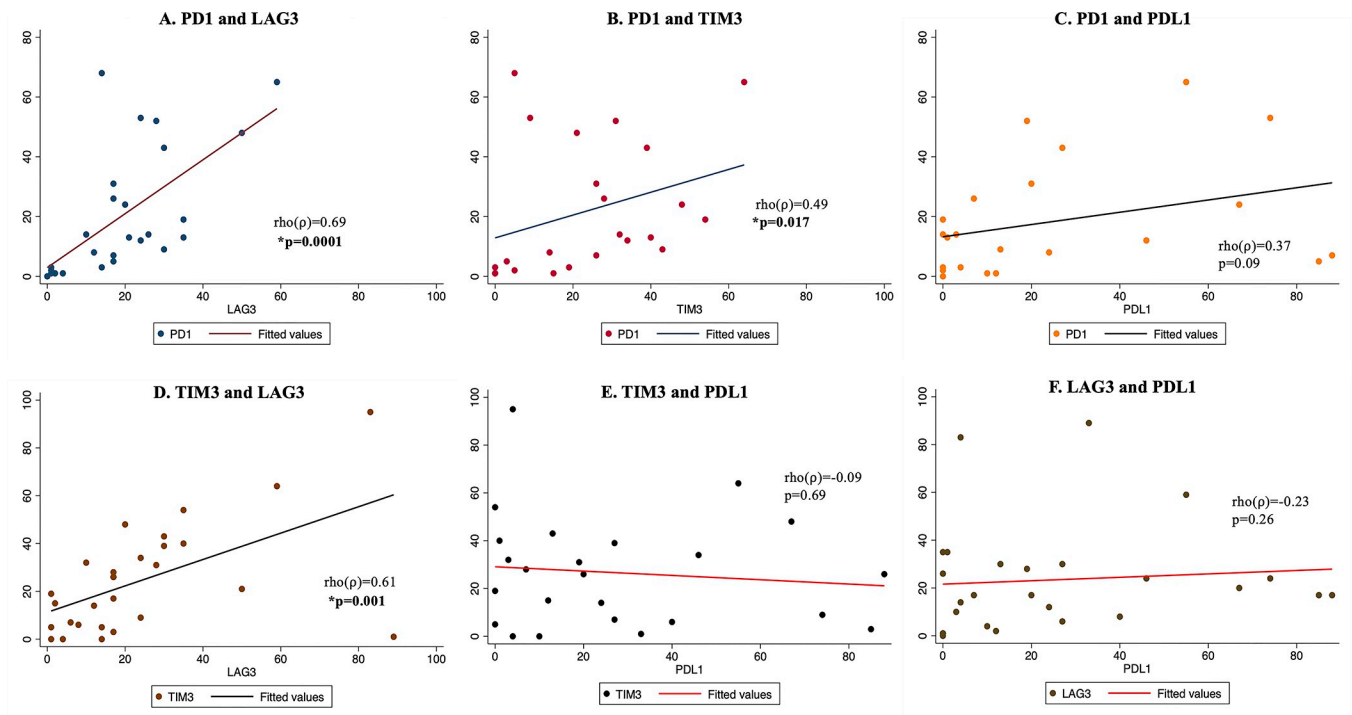 A. PD1 and LAG3
80
60
40
20
0
rho(ρ)=0.69
*p=0.0001
0 20 40 60 80 100
LAG3
PD1 Fitted values
B. PD1 and TIM3
80
60
40
20
0
rho(ρ)=0.49
*p=0.017
0 20 40 60 80 100
TIM3
PD1 Fitted values
C. PD1 and PDL1
80
60
40
20
0
rho(ρ)=0.37
p=0.09
0 20 40 60 80
PDL1
PD1 Fitted values
D. TIM3 and LAG3
100
80
60
40
20
0
rho(ρ)=0.61
*p=0.001
0 20 40 60 80 100
LAG3
TIM3 Fitted values
E. TIM3 and PDL1
100
80
60
40
20
0
rho(ρ)=-0.09
p=0.69
0 20 40 60 80
PDL1
TIM3 Fitted values
F. LAG3 and PDL1
100
80
60
40
20
0
rho(ρ)=-0.23
p=0.26
0 20 40 60 80
PDL1
LAG3 Fitted values